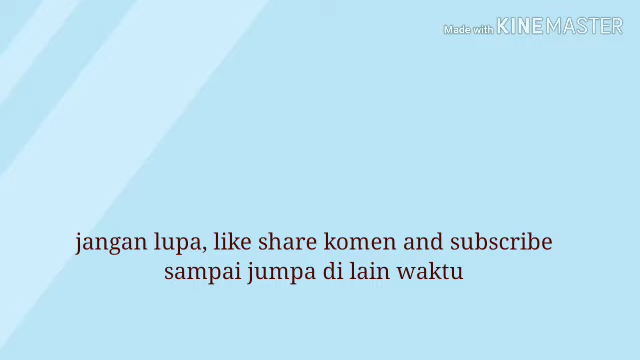 Made with KINEMASTER
jangan lupa, like share komen and subscribe
sampai jumpa di lain waktu